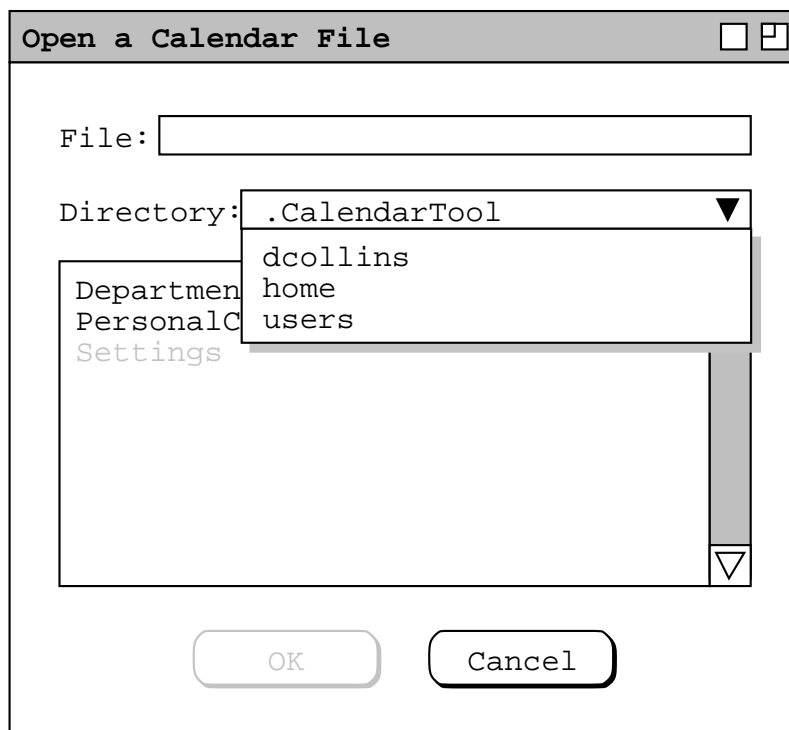 Open a Calendar File
File:
Directory: .CalendarTool
dcollins
home
users
Departmen
PersonalC
Settings
OK
Cancel